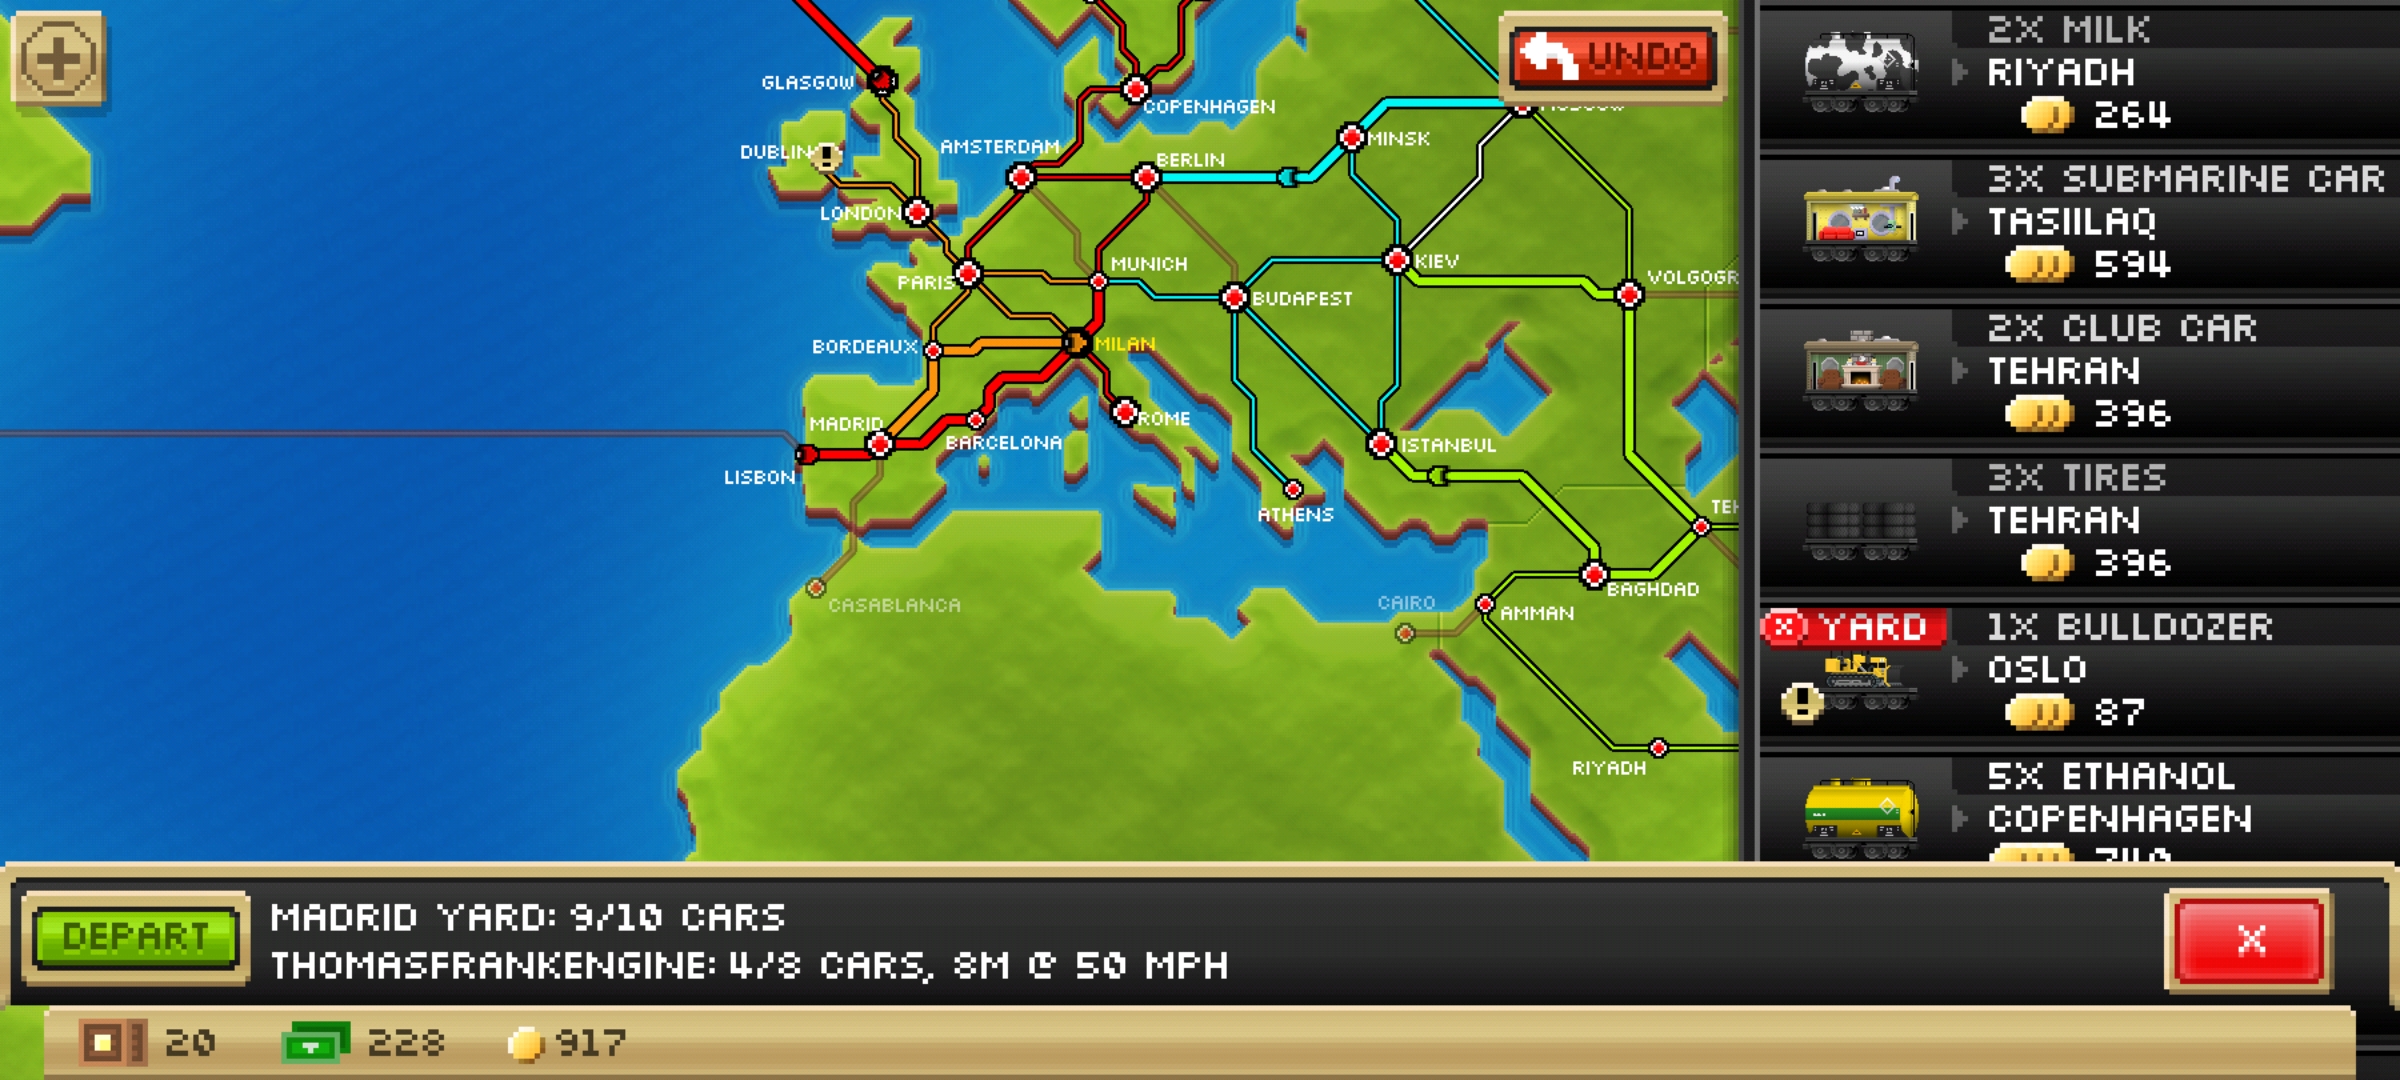 GLASGOW
COPENHAGEN
DUBLIN
AMSTERDAM
BERLIN
MINSK
LONDON
PARIS
MUNICH
KIEV
BUDAPEST
VOLGOGR
BORDEAUX
MILAN
MADRID
BARCELONA
ROME
ISTANBUL
LISBON
ATHENS
TEH
CASABLANCA
CAIRO
BAGHDAD
AMMAN
RIYADH
UNDO
2X MILK
RIYADH
264
3X SUBMARINE CAR
TASIILAQ
594
2X CLUB CAR
TEHRAN
396
3X TIRES
TEHRAN
396
YARD
1X BULLDOZER
OSLO
87
5X ETHANOL
COPENHAGEN
DEPART
MADRID YARD: 9/10 CARS
THOMASFRANKENGINE: 4/8 CARS, 8M @ 50 MPH
X
20
228
917